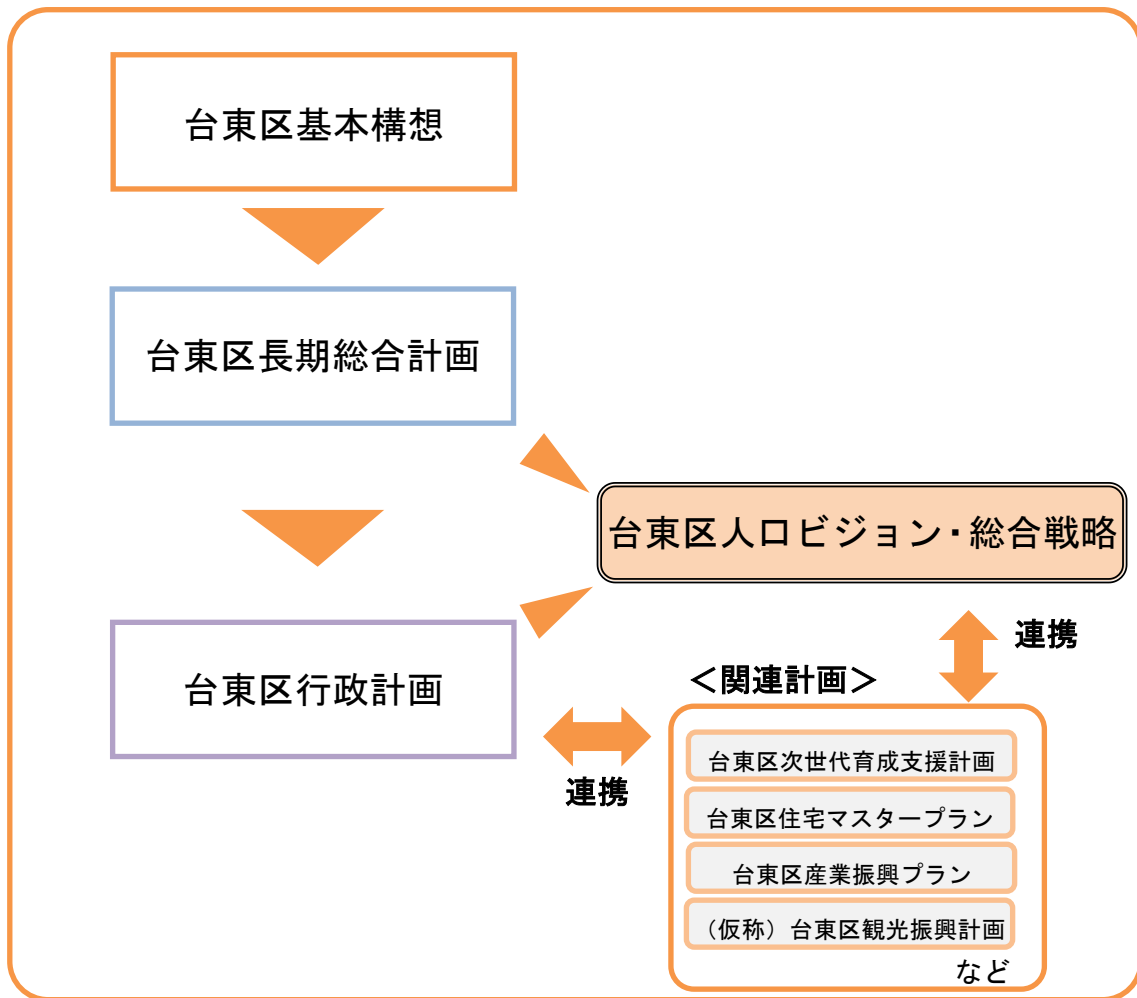 台東区基本構想
台東区長期総合計画
台東区人口ビジョン・総合戦略
台東区行政計画
連携
連携
＜関連計画＞
台東区次世代育成支援計画
台東区住宅マスタープラン
台東区産業振興プラン
（仮称）台東区観光振興計画
など